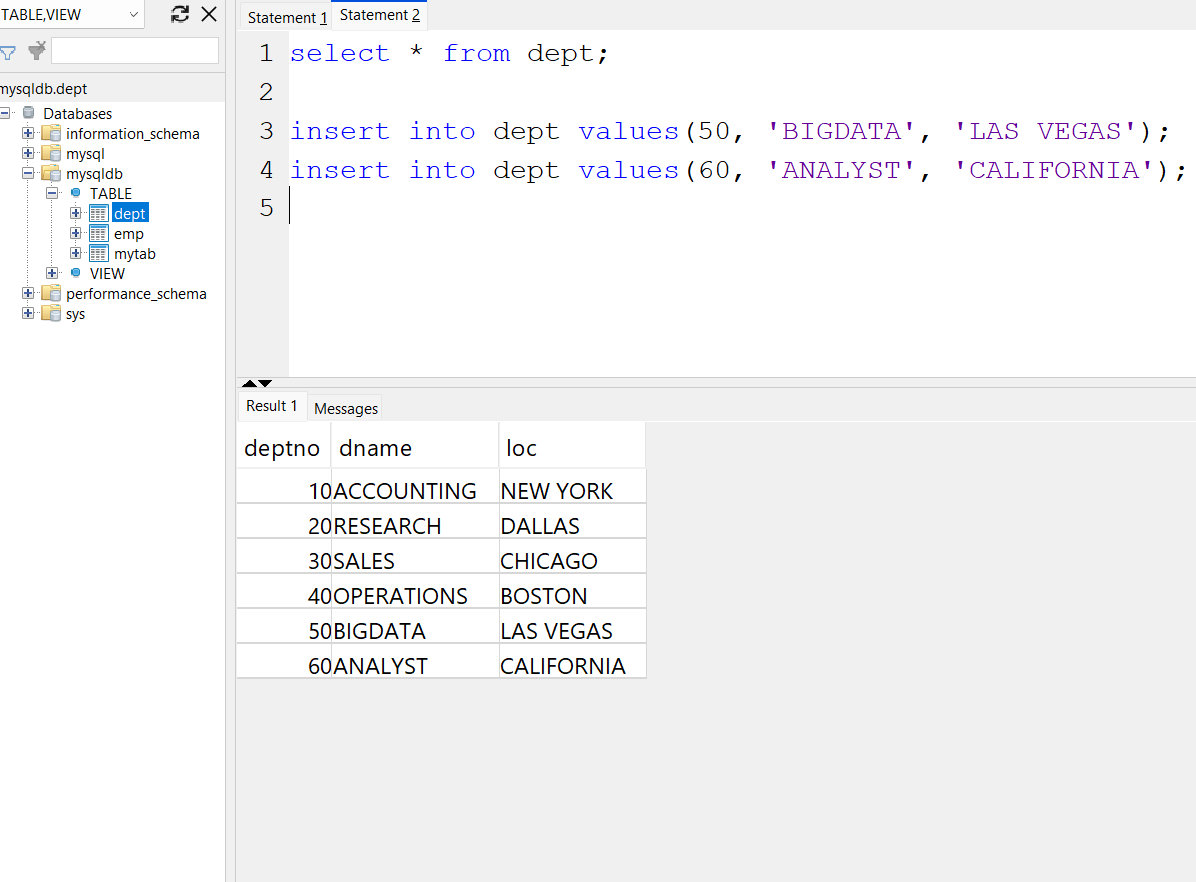 TABLE,VIEW
mysqldb.dept
Databases
information_schema
mysql
mysqldb
TABLE
dept
emp
mytab
VIEW
performance_schema
sys
Statement 1 Statement 2
1 select * from dept;
2
3 insert into dept values(50, 'BIGDATA', 'LAS VEGAS');
4 insert into dept values(60, 'ANALYST', 'CALIFORNIA');
5
Result 1 Messages
deptno dname loc
10 ACCOUNTING NEW YORK
20 RESEARCH DALLAS
30 SALES CHICAGO
40 OPERATIONS BOSTON
50 BIGDATA LAS VEGAS
60 ANALYST CALIFORNIA